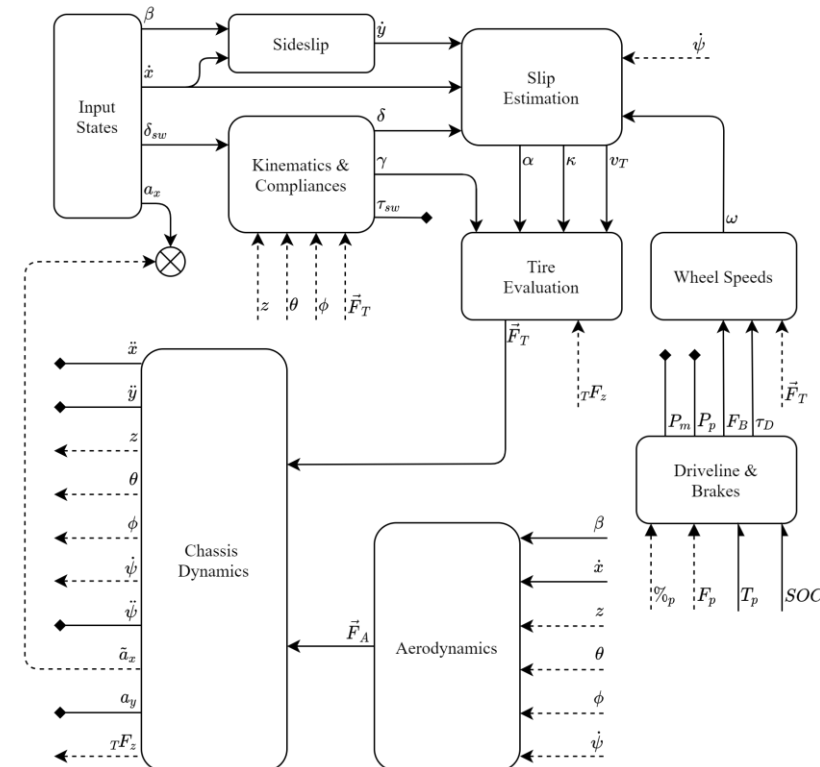 β
Sideslip
ẏ
ψ̇
ẋ
Input
States
Slip
Estimation
δ_sw
δ
Kinematics &
Compliances
γ
α
κ
v_T
a_x
τ_sw
ω
Tire
Evaluation
Wheel Speeds
z
θ
ϕ
F⃗_T
F⃗_T
_TF_z
F⃗_T
ẍ
ÿ
z
θ
ϕ
ψ̇
ψ̈
ã_x
a_y
_TF_z
Chassis
Dynamics
P_m
P_p
F_B
τ_D
Driveline &
Brakes
%_p
F_p
T_p
SOC
F⃗_A
Aerodynamics
β
ẋ
z
θ
ϕ
ψ̇